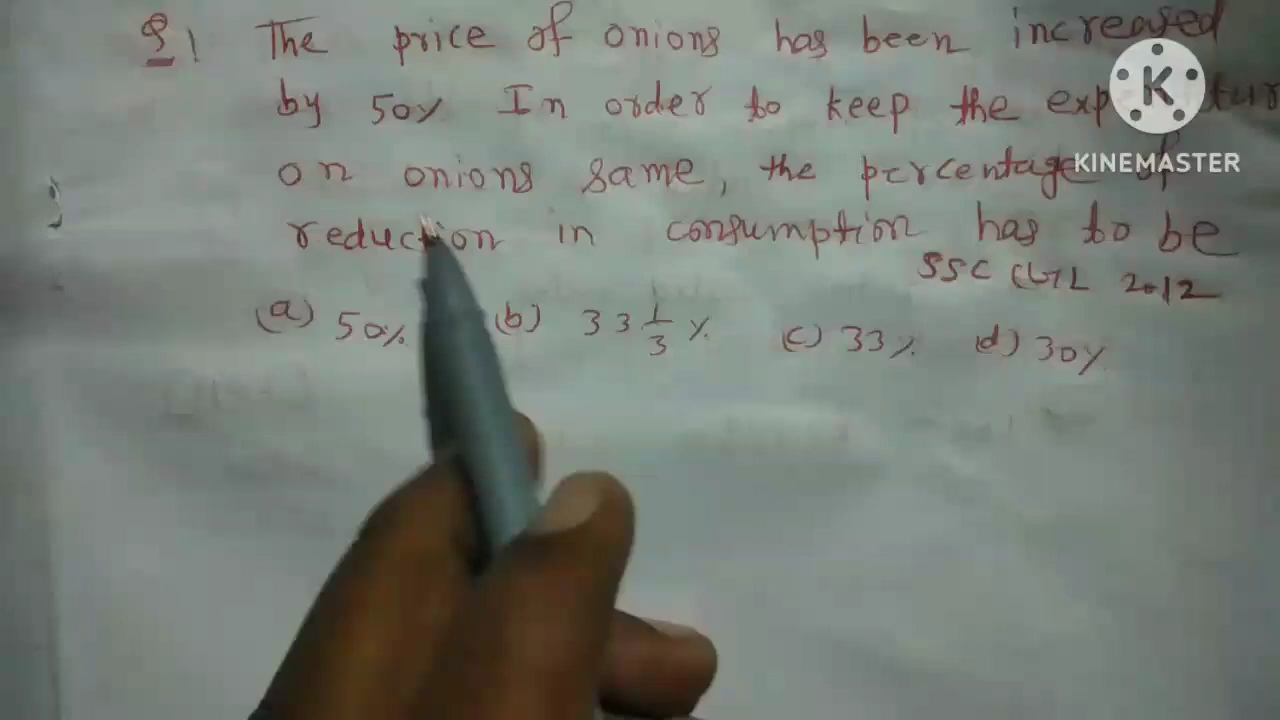 Q1 The price of onions has been increased
by 50% In order to keep the
on onions same, the percentage of
reduction in consumption has to be
SSC CGL 2012
(a) 50% (b) 33 1/3 % (c) 33% (d) 30%
K
KINEMASTER